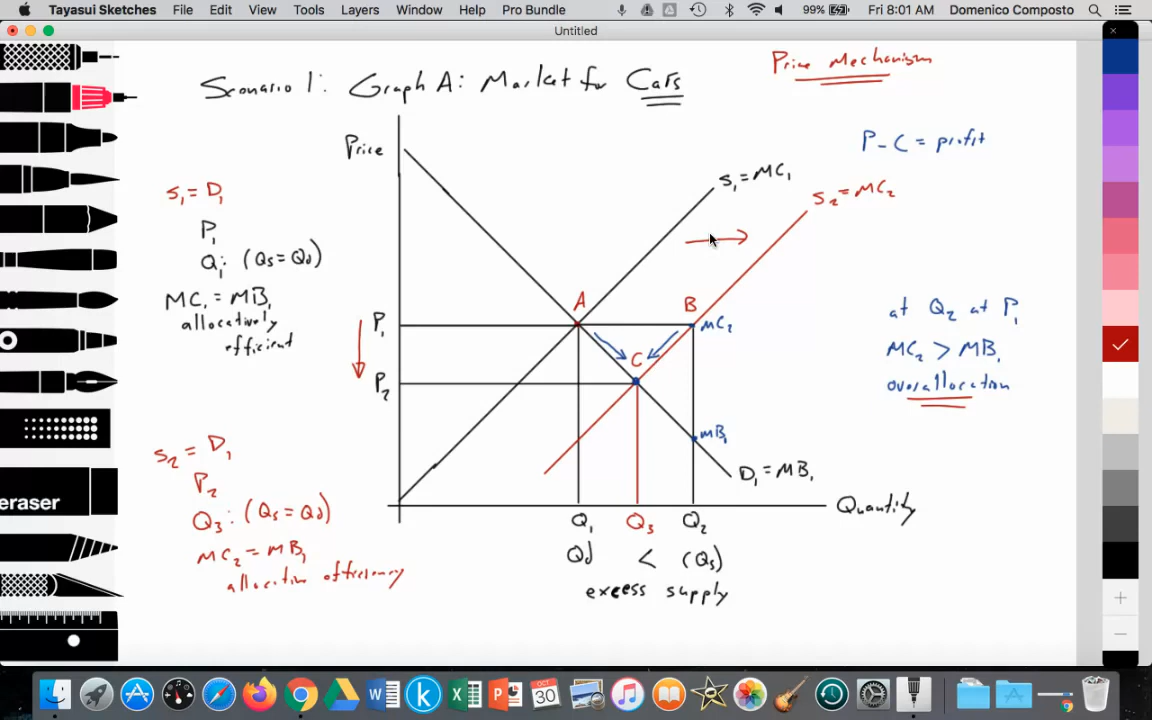 Tayasui Sketches File Edit View Tools Layers Window Help Pro Bundle 99% Fri 8:01 AM Domenico Composto
Untitled
Price Mechanism
Scenario 1: Graph A: Market for Cars
P - C = profit
Price
S₁ = MC₁
S₂ = MC₂
S₁ = D₁
P₁
Q₁: (Qs = Qd)
MC₁ = MB₁
allocatively
efficient
A
B
C
P₁
P₂
MC₂
MB₁
D₁ = MB₁
at Q₂ at P₁
MC₂ > MB₁
overallocation
S₂ = D₁
P₂
Q₃: (Qs = Qd)
MC₂ = MB₁
allocative efficiency
Quantity
Q₁ Q₃ Q₂
Qd < (Qs)
excess supply
eraser
OCT
30